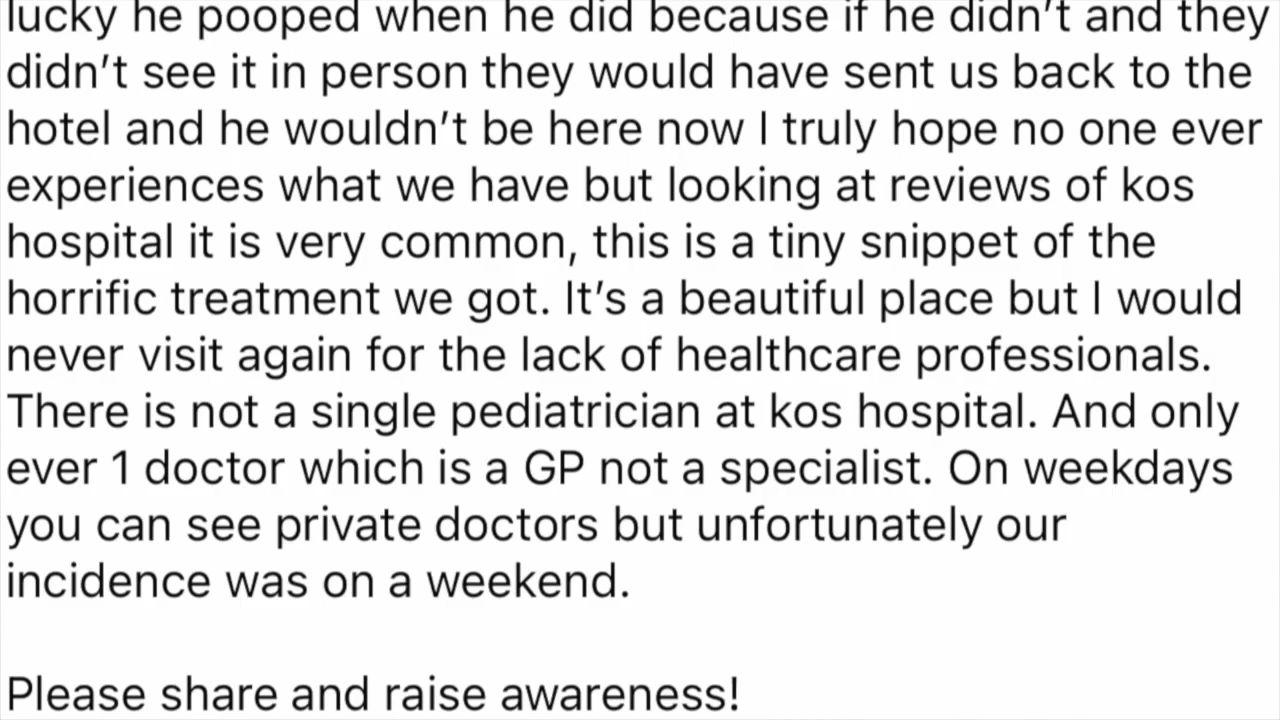 lucky he pooped when he did because if he didn’t and they
didn’t see it in person they would have sent us back to the
hotel and he wouldn’t be here now I truly hope no one ever
experiences what we have but looking at reviews of kos
hospital it is very common, this is a tiny snippet of the
horrific treatment we got. It’s a beautiful place but I would
never visit again for the lack of healthcare professionals.
There is not a single pediatrician at kos hospital. And only
ever 1 doctor which is a GP not a specialist. On weekdays
you can see private doctors but unfortunately our
incidence was on a weekend.
Please share and raise awareness!